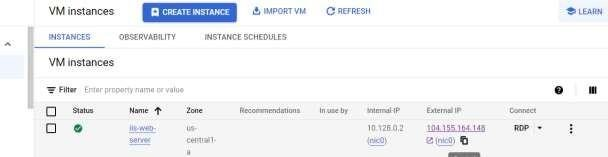 VM instances
CREATE INSTANCE
IMPORT VM
REFRESH
LEARN
INSTANCES
OBSERVABILITY
INSTANCE SCHEDULES
VM instances
Filter Enter property name or value
Status Name Zone Recommendations In use by Internal IP External IP Connect
iis-web- us- 10.128.0.2 104.155.164.148 RDP
server central1- (nic0) (nic0)
a